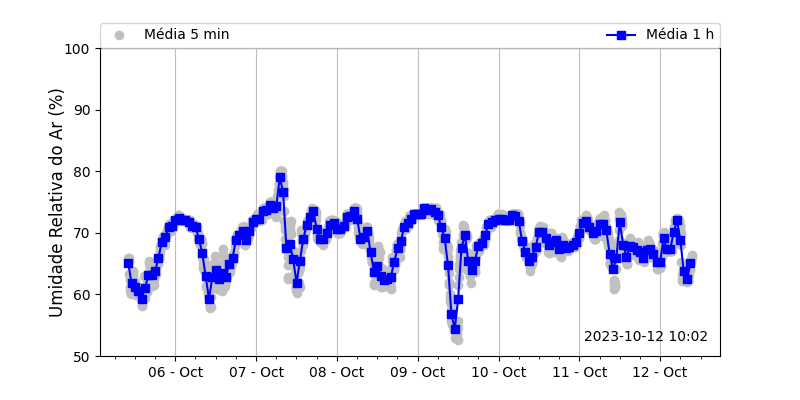 Média 5 min
Média 1 h
Umidade Relativa do Ar (%)
100
90
80
70
60
50
2023-10-12 10:02
06 - Oct
07 - Oct
08 - Oct
09 - Oct
10 - Oct
11 - Oct
12 - Oct